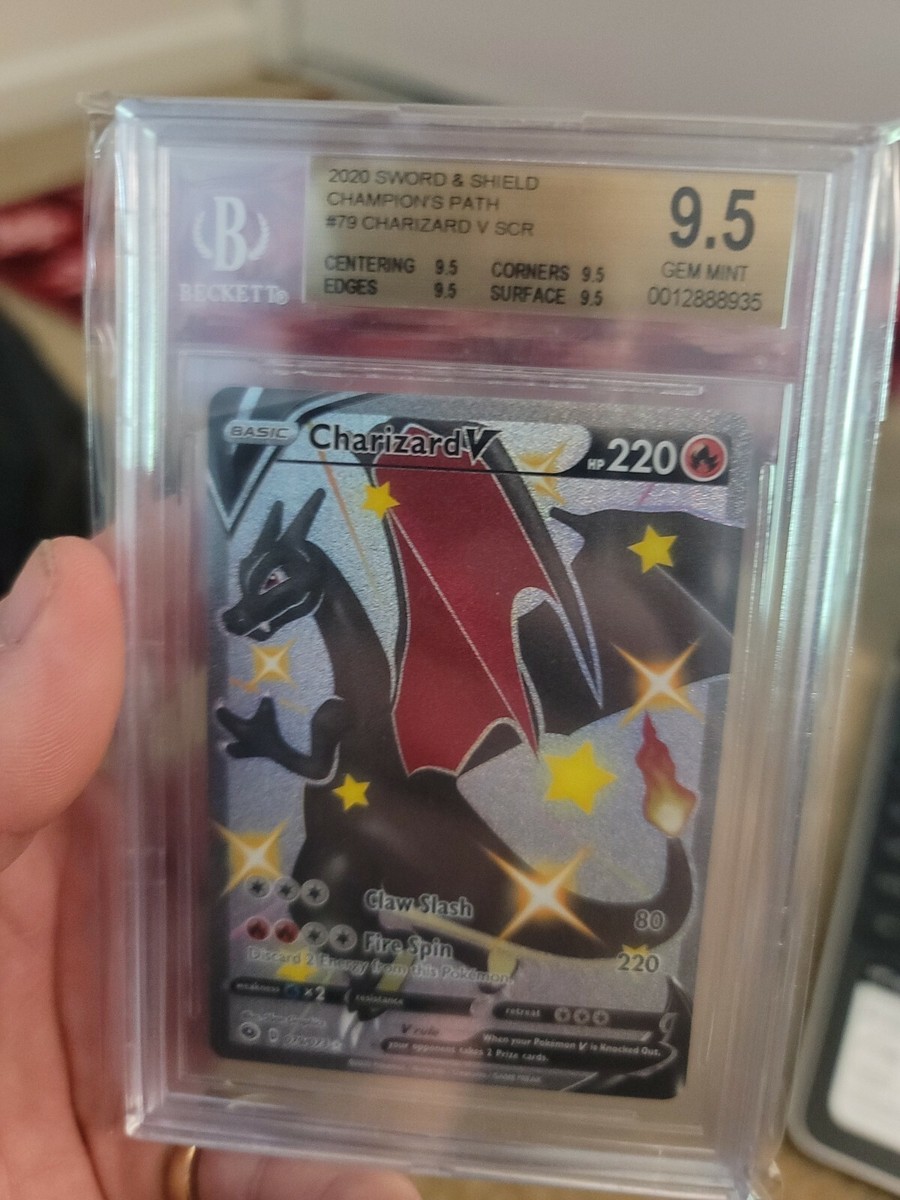 2020 SWORD & SHIELD
CHAMPION'S PATH
#79 CHARIZARD V SCR
9.5
GEM MINT
0012888935
CENTERING 9.5 CORNERS 9.5
EDGES 9.5 SURFACE 9.5
B
BECKETT®
BASIC Charizard V HP 220
Claw Slash 80
Fire Spin 220
Discard 2 Energy from this Pokémon.
weakness ×2 resistance
retreat
V rule When your Pokémon V is Knocked Out,
your opponent takes 2 Prize cards.
079/073